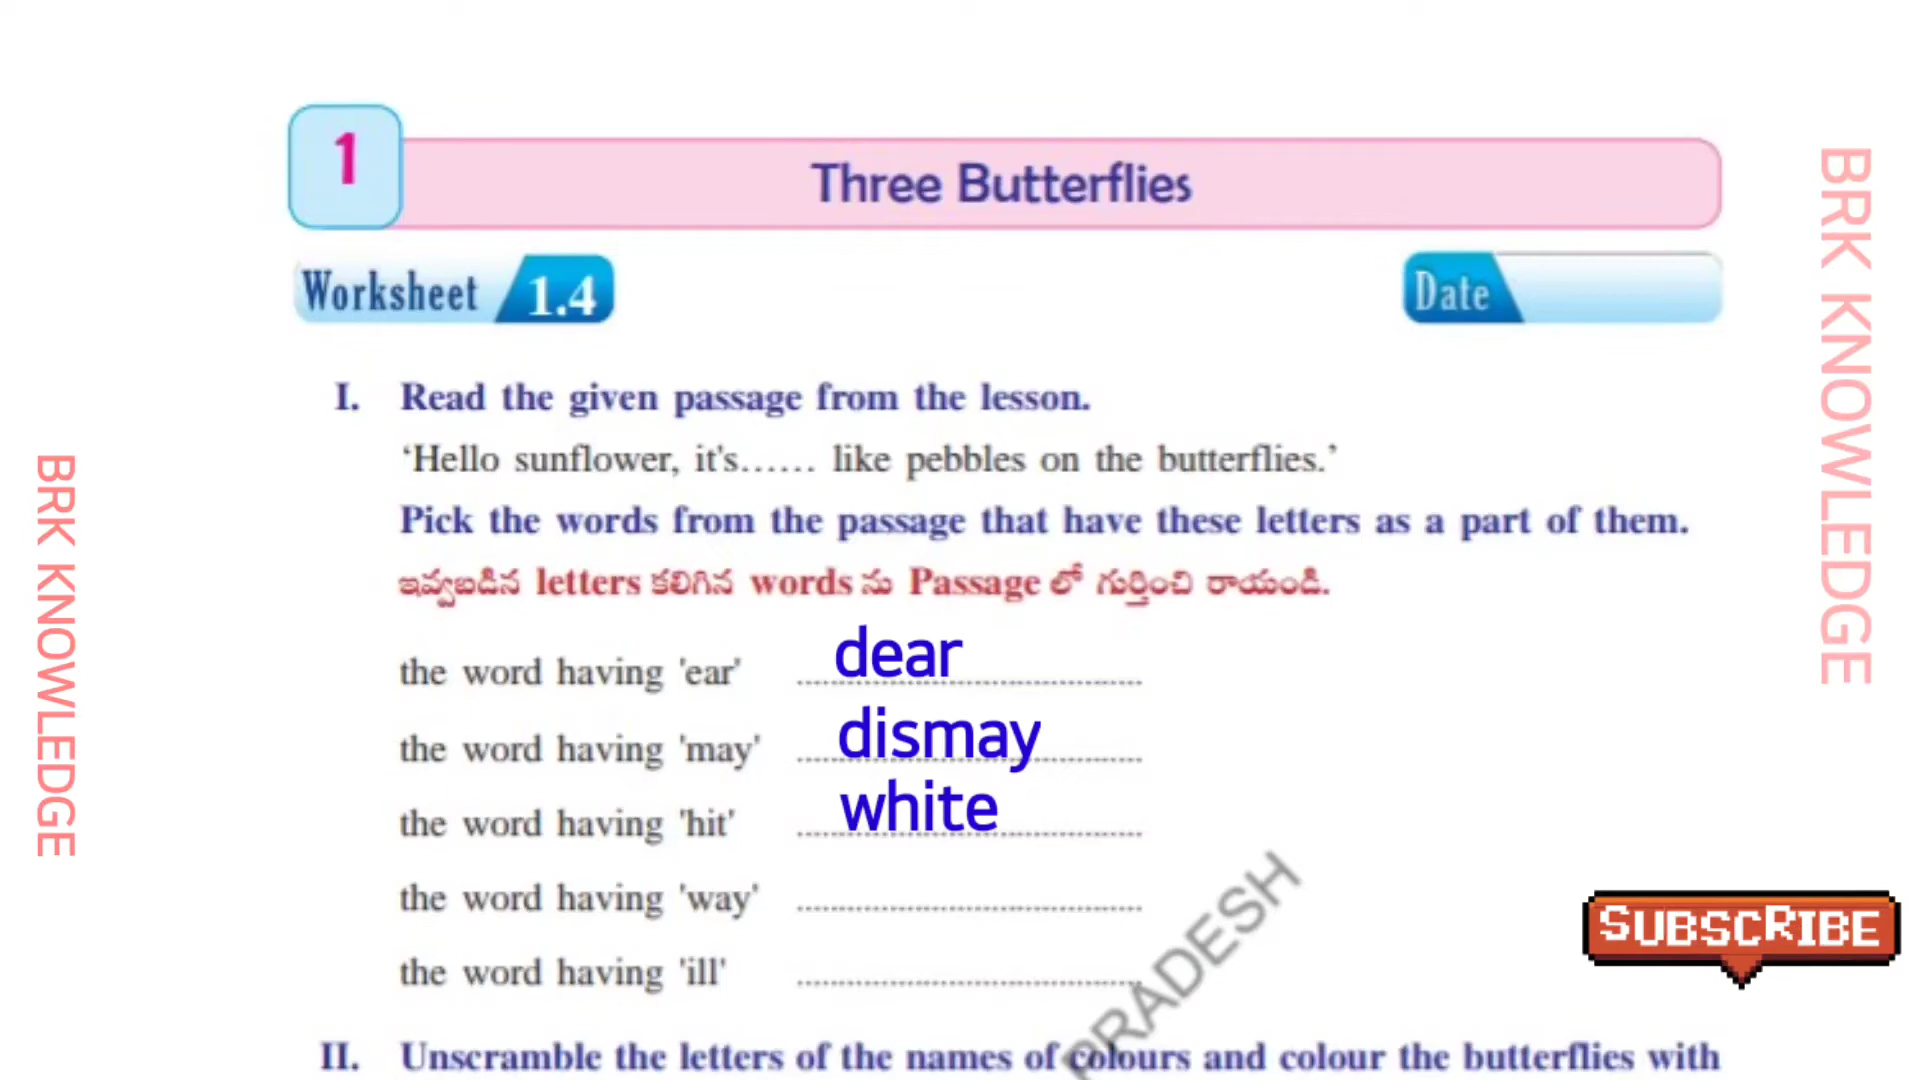 1
Three Butterflies
Worksheet 1.4
Date
I. Read the given passage from the lesson.
‘Hello sunflower, it's...... like pebbles on the butterflies.’
Pick the words from the passage that have these letters as a part of them.
ఇవ్వబడిన letters కలిగిన words ను Passage లో గుర్తించి రాయండి.
the word having 'ear' dear
the word having 'may' dismay
the word having 'hit' white
the word having 'way'
the word having 'ill'
II. Unscramble the letters of the names of colours and colour the butterflies with
PRADESH
BRK KNOWLEDGE
BRK KNOWLEDGE
SUBSCRIBE